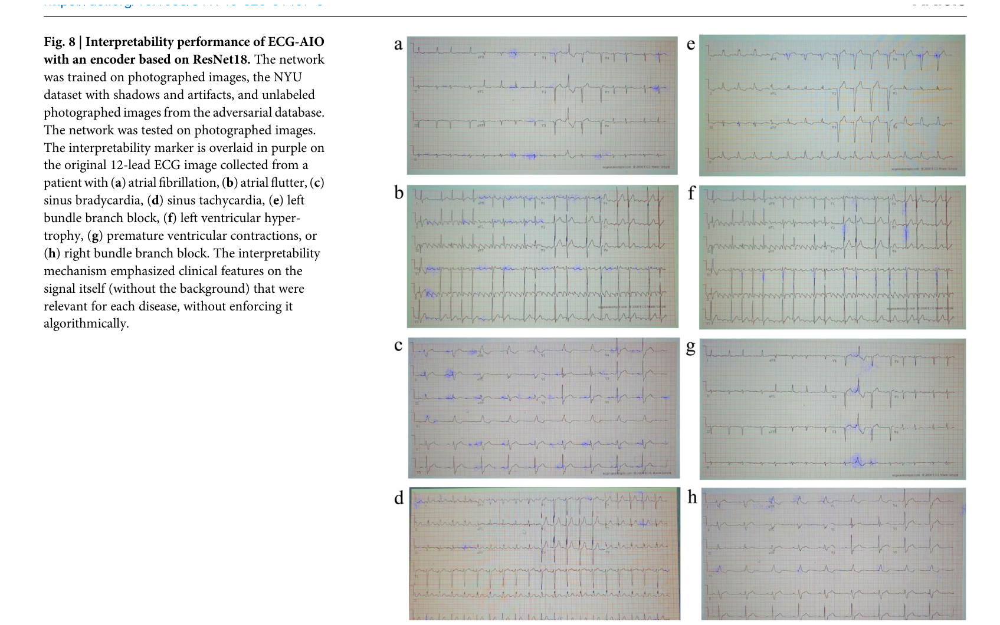 Fig. 8 | Interpretability performance of ECG-AIO
with an encoder based on ResNet18. The network
was trained on photographed images, the NYU
dataset with shadows and artifacts, and unlabeled
photographed images from the adversarial database.
The network was tested on photographed images.
The interpretability marker is overlaid in purple on
the original 12-lead ECG image collected from a
patient with (a) atrial fibrillation, (b) atrial flutter, (c)
sinus bradycardia, (d) sinus tachycardia, (e) left
bundle branch block, (f) left ventricular hyper-
trophy, (g) premature ventricular contractions, or
(h) right bundle branch block. The interpretability
mechanism emphasized clinical features on the
signal itself (without the background) that were
relevant for each disease, without enforcing it
algorithmically.
a
e
b
f
c
g
d
h